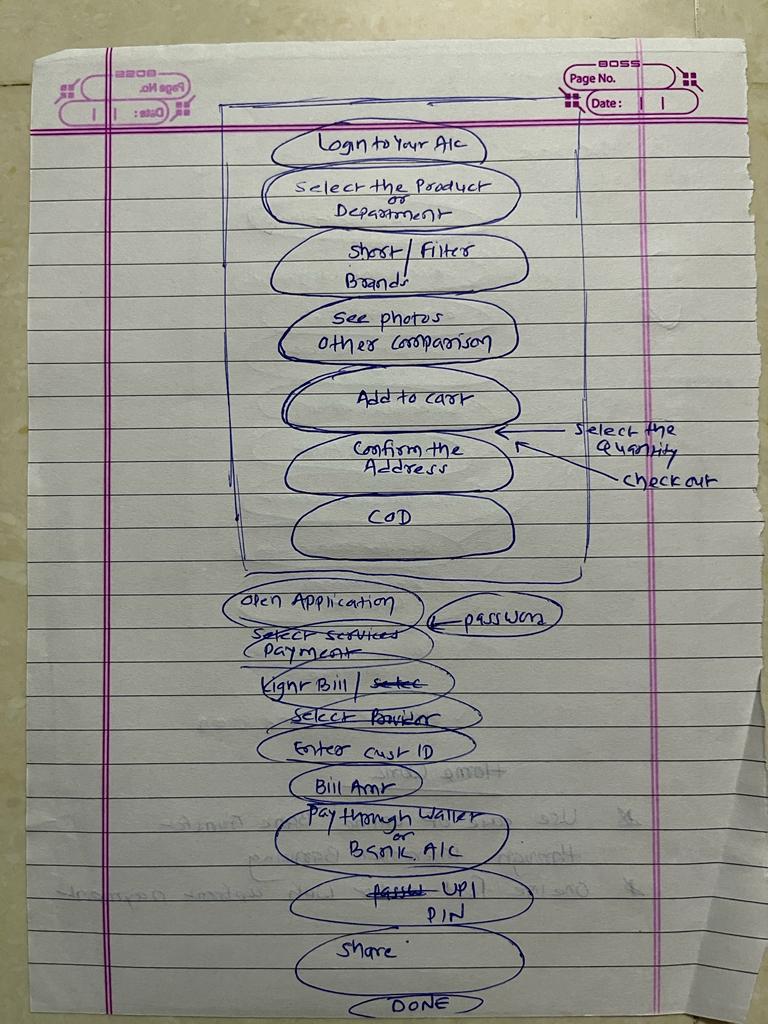 BOSS
Page No.
Date :
Login to Your A/c
Select the Product
or
Department
Short / Filter
Brands
See photos
Other Comparison
Add to cart
Select the
Quantity
Confirm the
Address
Check out
COD
Open Application
password
Select services
Payment
Light Bill / Selec
Select Provider
Enter Cust ID
Bill Amt
Pay through Wallet
or
Bank A/c
UPI
PIN
Share
DONE